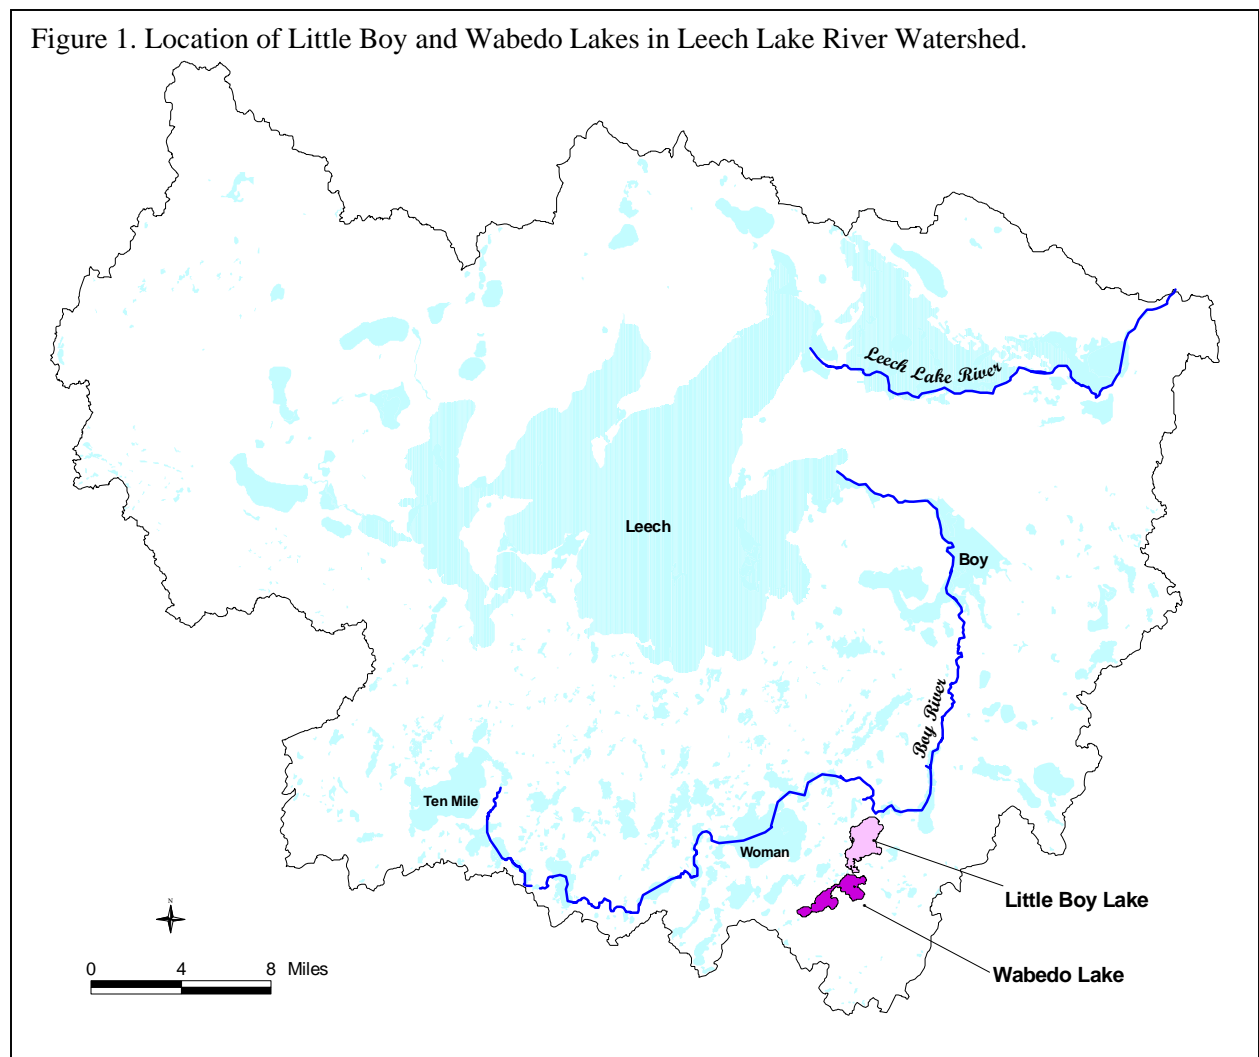 Figure 1. Location of Little Boy and Wabedo Lakes in Leech Lake River Watershed.
Leech Lake River
Leech
Boy
Boy River
Ten Mile
Woman
Little Boy Lake
N
Wabedo Lake
0 4 8 Miles